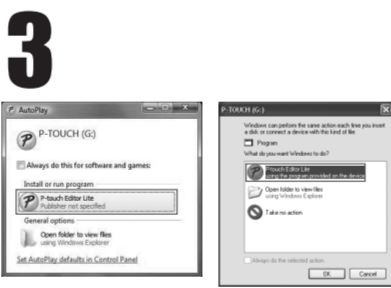 3
AutoPlay
P-TOUCH (G:)
Always do this for software and games:
Install or run program
P-touch Editor Lite
Publisher not specified
General options
Open folder to view files
using Windows Explorer
Set AutoPlay defaults in Control Panel
P-TOUCH (G:)
Windows can perform the same action each time you insert
a disk or connect a device with this kind of file:
Program
What do you want Windows to do?
P-touch Editor Lite
using the program provided on the device
Open folder to view files
using Windows Explorer
Take no action
Always do the selected action.
OK
Cancel